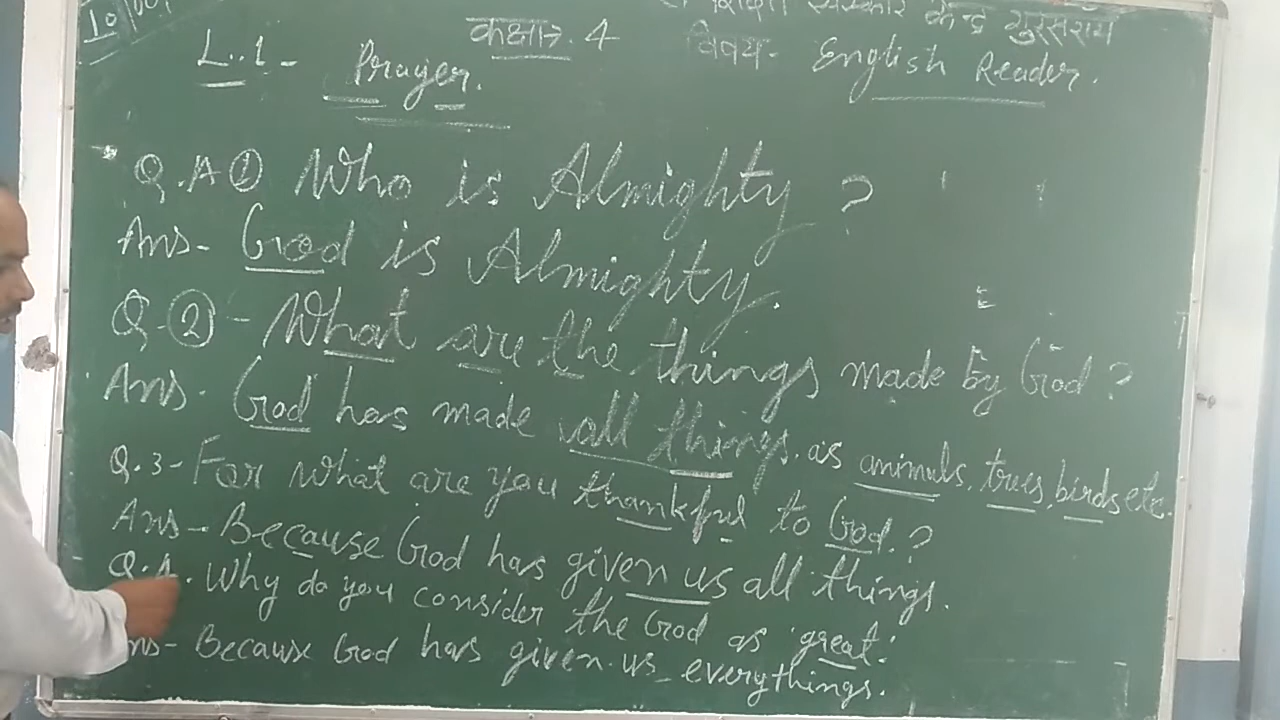 शिक्षा संस्कार केन्द्र गुरसराय
कक्षा→ 4 विषय- English Reader.
L..1- Prayer.
Q.A ① Who is Almighty ?
Ans- God is Almighty.
Q.② - What are the things made by God ?
Ans. God has made all things. as animals, trees, birds etc.
Q.3- For what are you thankful to God. ?
Ans- Because God has given us all things.
Q.4. Why do you consider the God as great.
Ans- Because God has given us everythings.